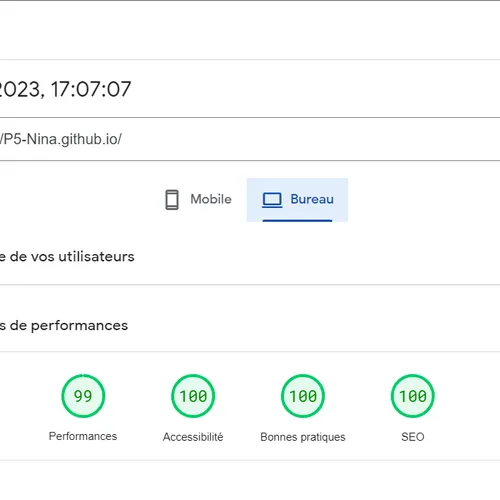 2023, 17:07:07
/P5-Nina.github.io/
Mobile Bureau
e de vos utilisateurs
s de performances
99 100 100 100
Performances Accessibilité Bonnes pratiques SEO